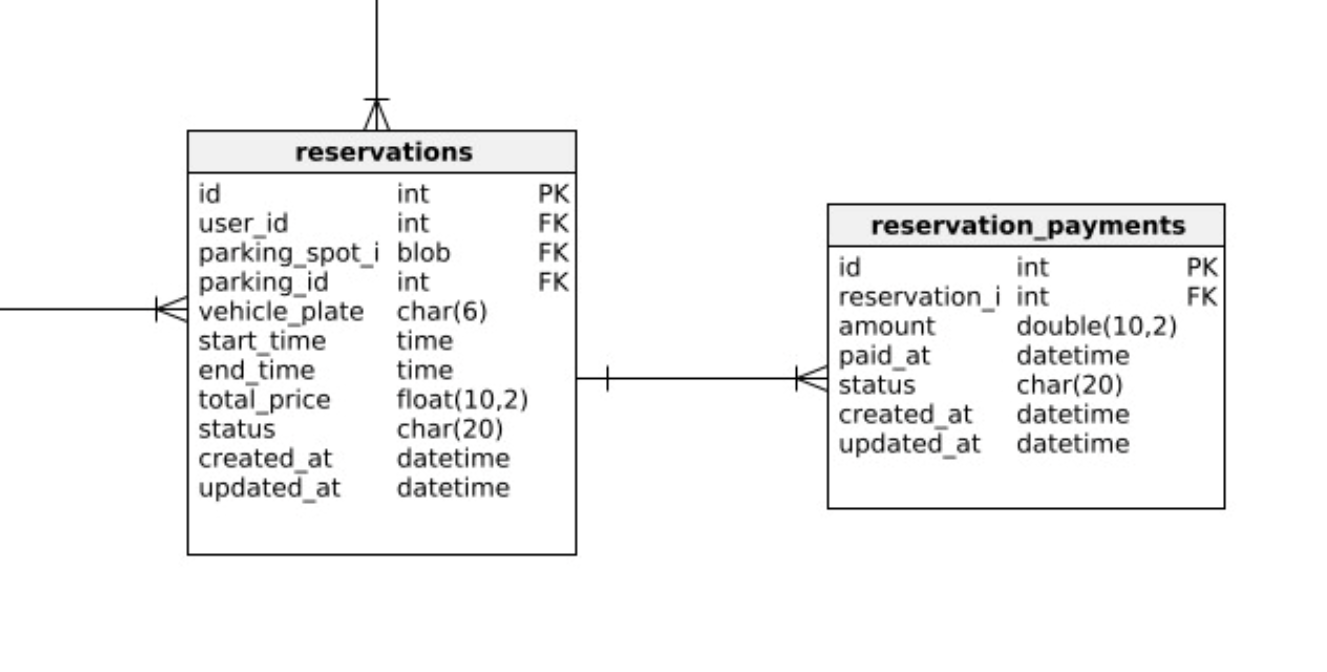 reservations
id int PK
user_id int FK
parking_spot_i blob FK
parking_id int FK
vehicle_plate char(6)
start_time time
end_time time
total_price float(10,2)
status char(20)
created_at datetime
updated_at datetime
reservation_payments
id int PK
reservation_i int FK
amount double(10,2)
paid_at datetime
status char(20)
created_at datetime
updated_at datetime